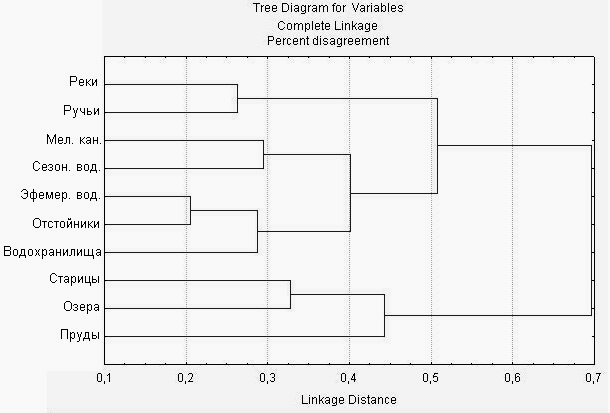 Tree Diagram for Variables
Complete Linkage
Percent disagreement
Реки
Ручьи
Мел. кан.
Сезон. вод.
Эфемер. вод.
Отстойники
Водохранилища
Старицы
Озера
Пруды
0,1 0,2 0,3 0,4 0,5 0,6 0,7
Linkage Distance